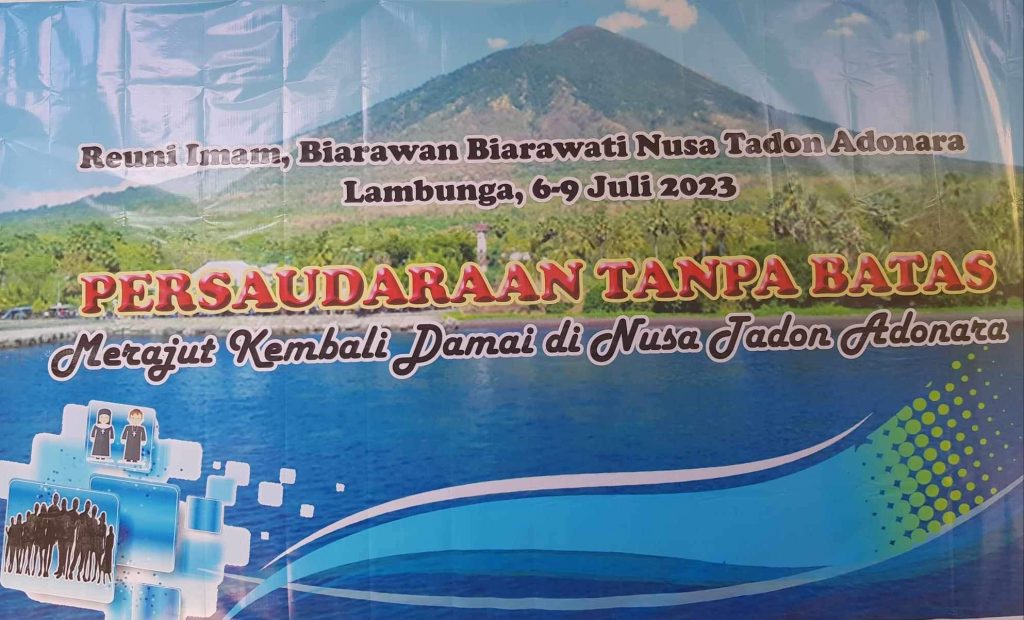 Reuni Imam, Biarawan Biarawati Nusa Tadon Adonara
Lambunga, 6-9 Juli 2023
PERSAUDARAAN TANPA BATAS
Merajut Kembali Damai di Nusa Tadon Adonara